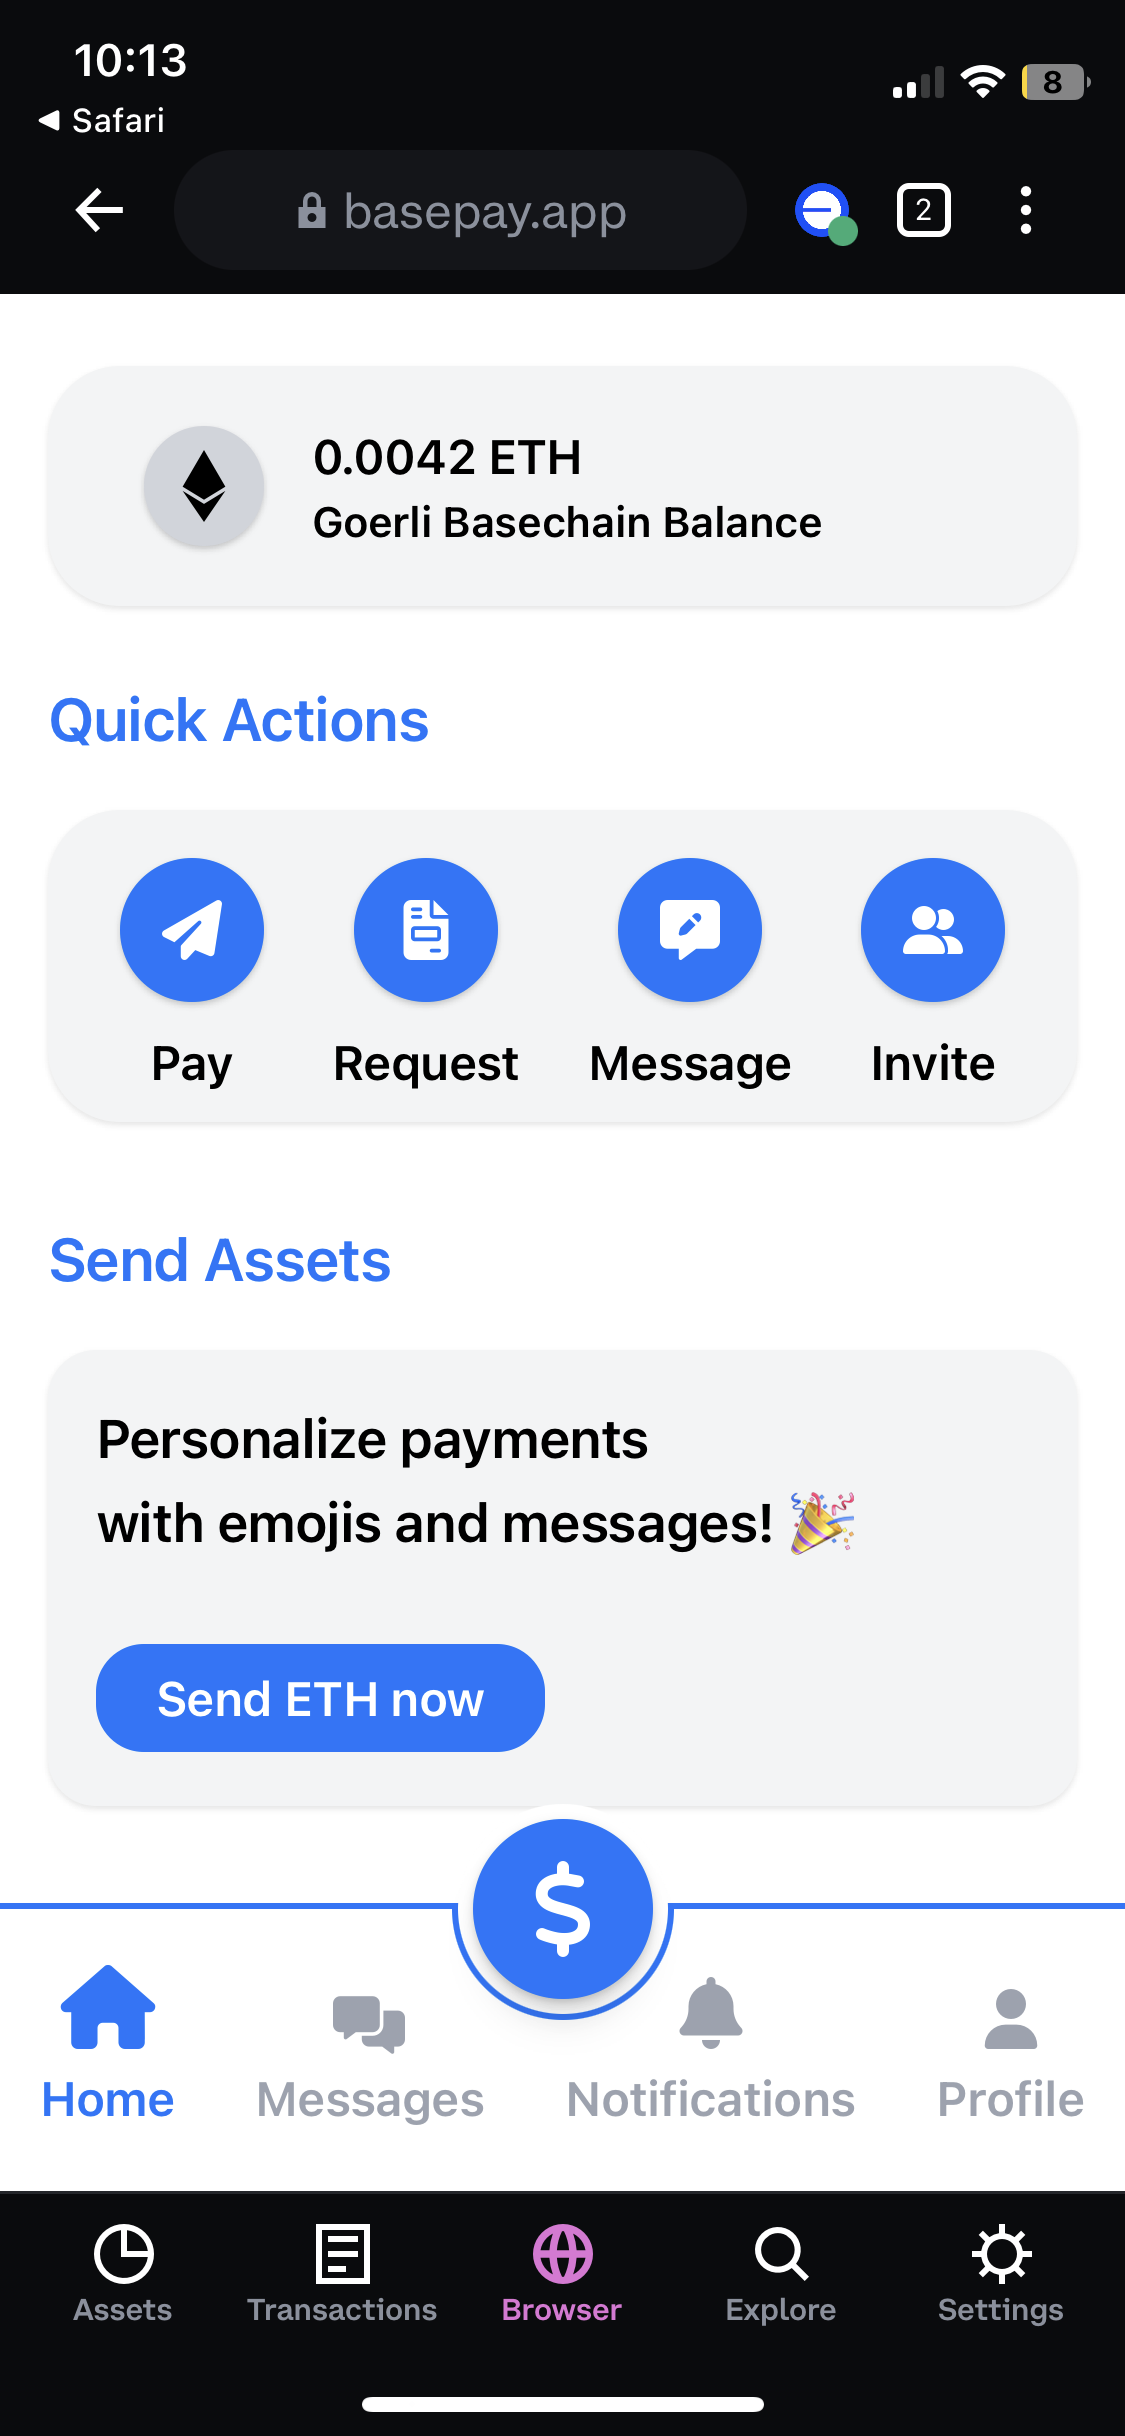 10:13
Safari
8
basepay.app
2
0.0042 ETH
Goerli Basechain Balance
Quick Actions
Pay Request Message Invite
Send Assets
Personalize payments
with emojis and messages! 🎉
Send ETH now
$
Home Messages Notifications Profile
Assets Transactions Browser Explore Settings